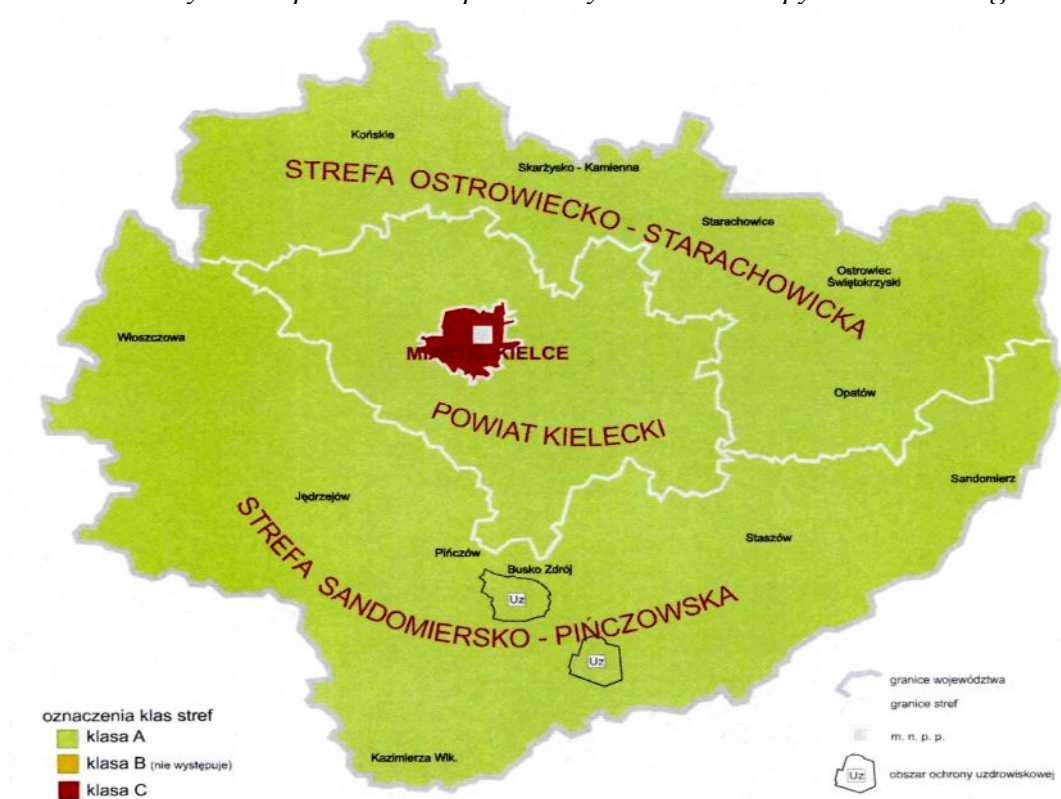 Końskie
Skarżysko - Kamienna
STREFA OSTROWIECKO - STARACHOWICKA
Starachowice
Ostrowiec
Świętokrzyski
Włoszczowa
KIELCE
Opatów
POWIAT KIELECKI
Sandomierz
Jędrzejów
Staszów
Pińczów
Busko Zdrój
Uz
STREFA SANDOMIERSKO - PIŃCZOWSKA
Uz
granice województwa
granice stref
oznaczenia klas stref
klasa A
m. n. p. p.
klasa B (nie występuje)
Kazimierza Wlk.
Uz
obszar ochrony uzdrowiskowej
klasa C